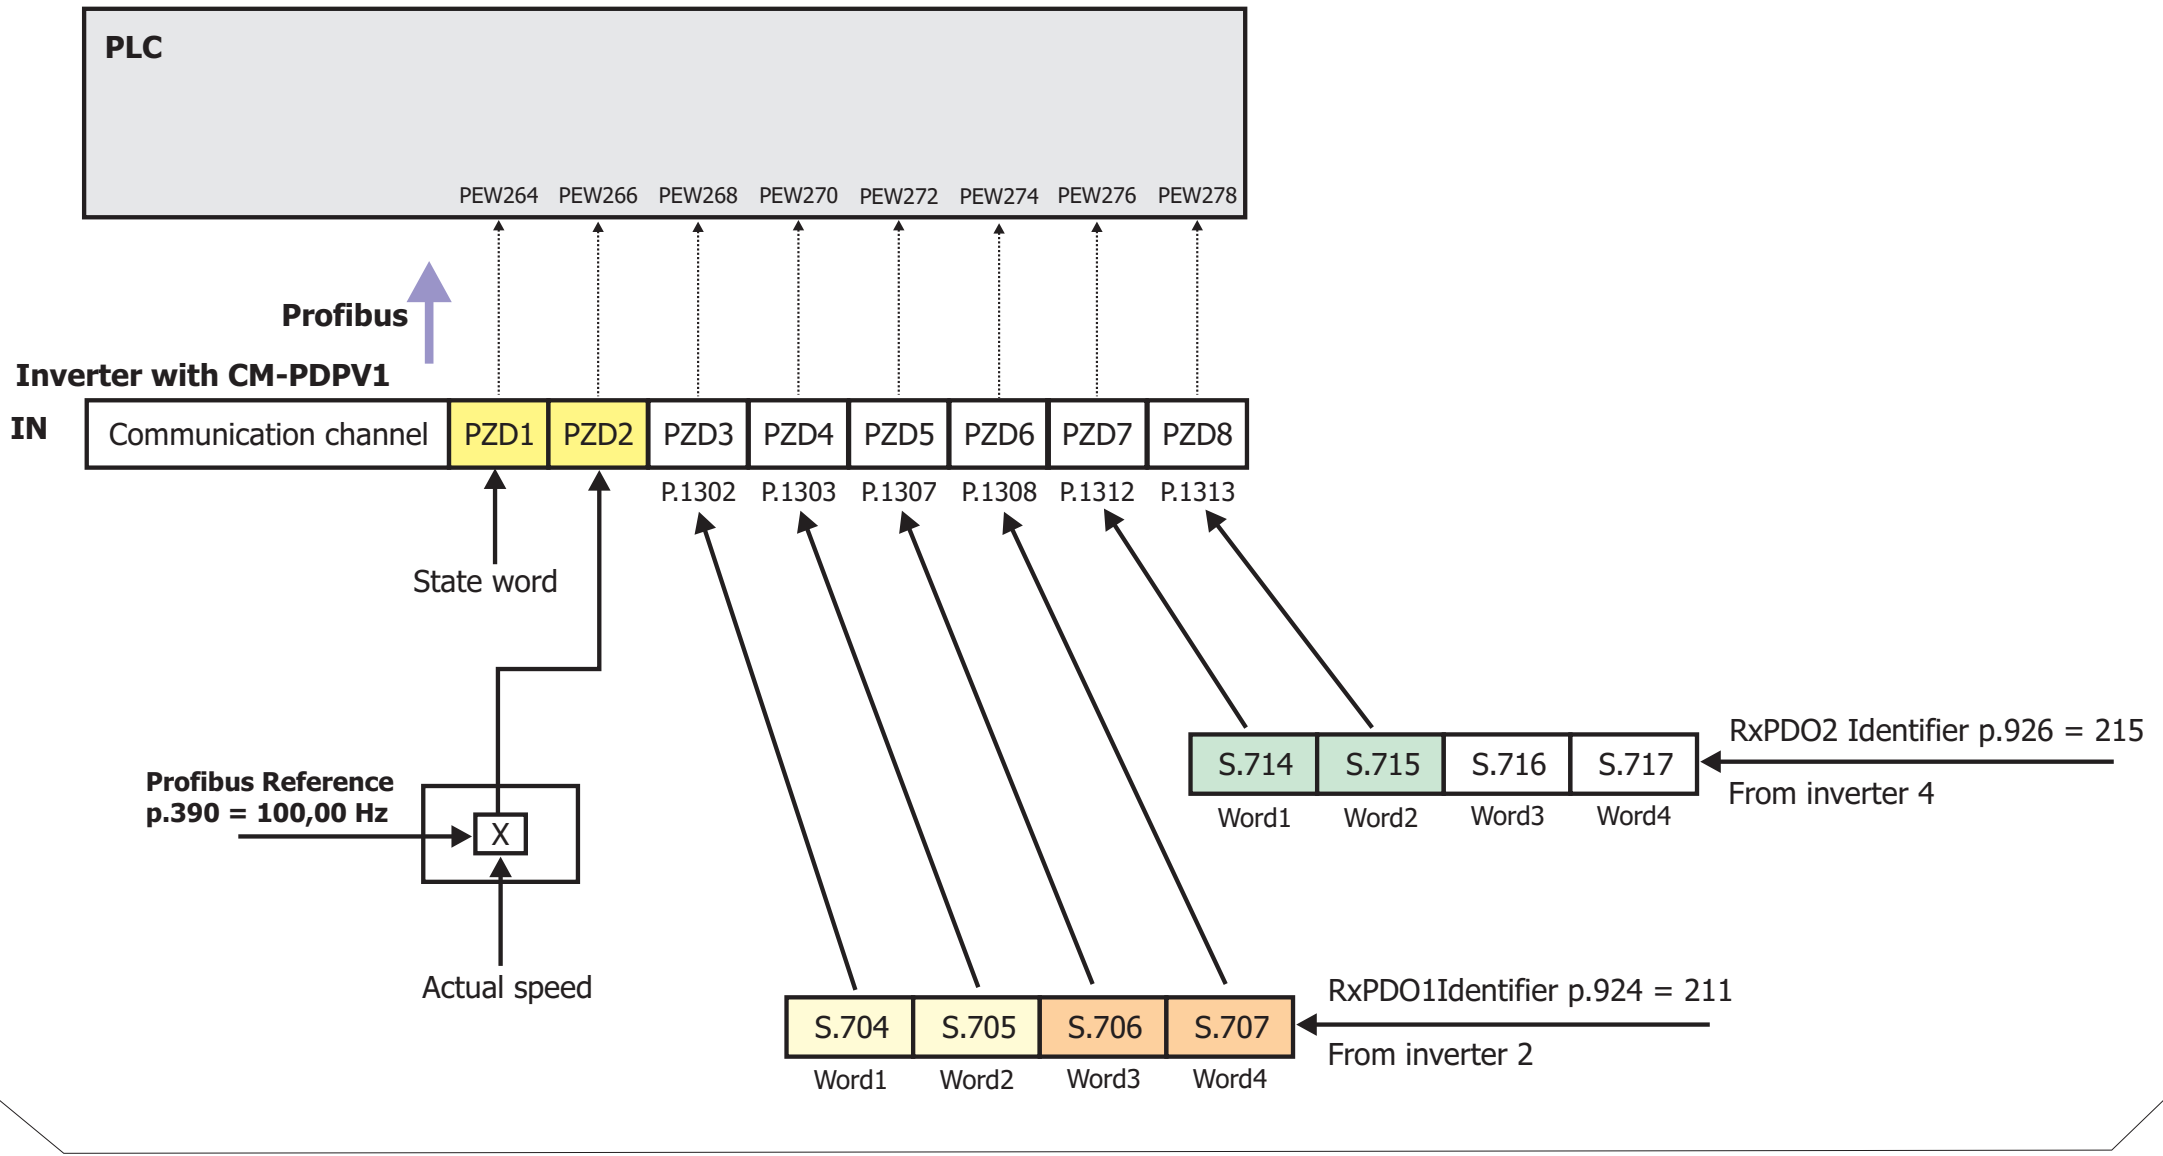 PLC
PEW264 PEW266 PEW268 PEW270 PEW272 PEW274 PEW276 PEW278
Profibus
Inverter with CM-PDPV1
IN
Communication channel PZD1 PZD2 PZD3 PZD4 PZD5 PZD6 PZD7 PZD8
P.1302 P.1303 P.1307 P.1308 P.1312 P.1313
State word
Profibus Reference
p.390 = 100,00 Hz
X
Actual speed
RxPDO2 Identifier p.926 = 215
S.714 S.715 S.716 S.717
From inverter 4
Word1 Word2 Word3 Word4
RxPDO1Identifier p.924 = 211
S.704 S.705 S.706 S.707
From inverter 2
Word1 Word2 Word3 Word4